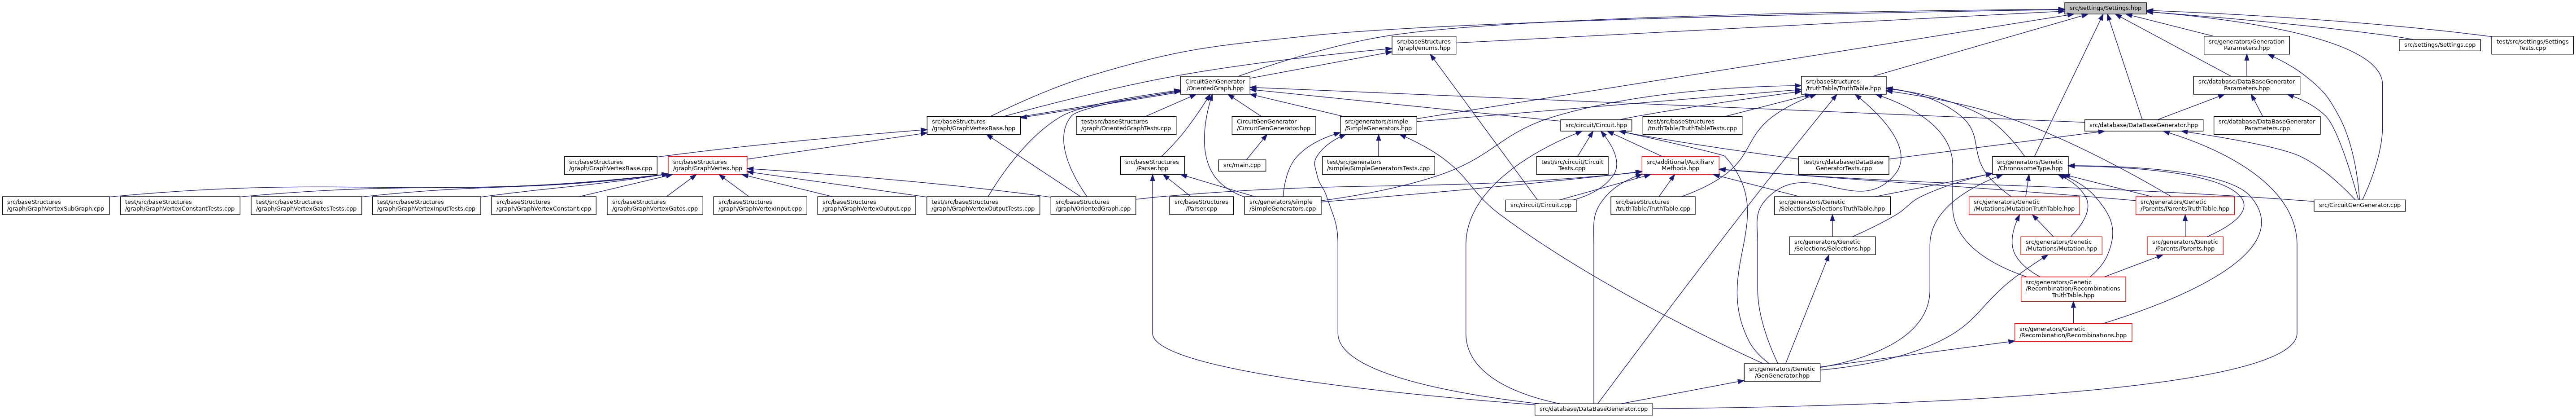 src/settings/Settings.hpp
src/baseStructures
/graph/enums.hpp
src/generators/Generation
Parameters.hpp
src/settings/Settings.cpp
test/src/settings/Settings
Tests.cpp
CircuitGenGenerator
/OrientedGraph.hpp
src/baseStructures
/truthTable/TruthTable.hpp
src/database/DataBaseGenerator
Parameters.hpp
src/baseStructures
/graph/GraphVertexBase.hpp
test/src/baseStructures
/graph/OrientedGraphTests.cpp
CircuitGenGenerator
/CircuitGenGenerator.hpp
src/generators/simple
/SimpleGenerators.hpp
src/circuit/Circuit.hpp
test/src/baseStructures
/truthTable/TruthTableTests.cpp
src/database/DataBaseGenerator.hpp
src/database/DataBaseGenerator
Parameters.cpp
src/baseStructures
/graph/GraphVertexBase.cpp
src/baseStructures
/graph/GraphVertex.hpp
src/baseStructures
/Parser.hpp
src/main.cpp
test/src/generators
/simple/SimpleGeneratorsTests.cpp
test/src/circuit/Circuit
Tests.cpp
src/additional/Auxiliary
Methods.hpp
test/src/database/DataBase
GeneratorTests.cpp
src/generators/Genetic
/ChronosomeType.hpp
src/baseStructures
/graph/GraphVertexSubGraph.cpp
test/src/baseStructures
/graph/GraphVertexConstantTests.cpp
test/src/baseStructures
/graph/GraphVertexGatesTests.cpp
test/src/baseStructures
/graph/GraphVertexInputTests.cpp
src/baseStructures
/graph/GraphVertexConstant.cpp
src/baseStructures
/graph/GraphVertexGates.cpp
src/baseStructures
/graph/GraphVertexInput.cpp
src/baseStructures
/graph/GraphVertexOutput.cpp
test/src/baseStructures
/graph/GraphVertexOutputTests.cpp
src/baseStructures
/graph/OrientedGraph.cpp
src/baseStructures
/Parser.cpp
src/generators/simple
/SimpleGenerators.cpp
src/circuit/Circuit.cpp
src/baseStructures
/truthTable/TruthTable.cpp
src/generators/Genetic
/Selections/SelectionsTruthTable.hpp
src/generators/Genetic
/Mutations/MutationTruthTable.hpp
src/generators/Genetic
/Parents/ParentsTruthTable.hpp
src/CircuitGenGenerator.cpp
src/generators/Genetic
/Selections/Selections.hpp
src/generators/Genetic
/Mutations/Mutation.hpp
src/generators/Genetic
/Parents/Parents.hpp
src/generators/Genetic
/Recombination/Recombinations
TruthTable.hpp
src/generators/Genetic
/Recombination/Recombinations.hpp
src/generators/Genetic
/GenGenerator.hpp
src/database/DataBaseGenerator.cpp